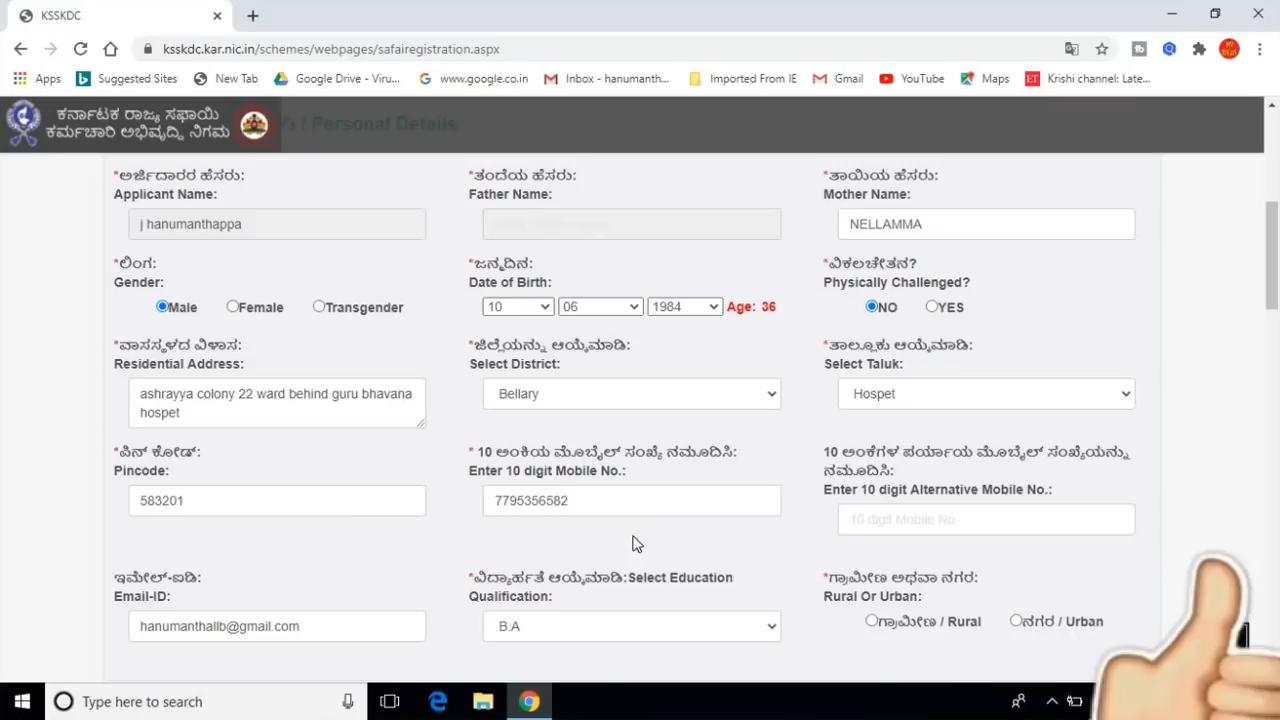 KSSKDC
ksskdc.kar.nic.in/schemes/webpages/safairegistration.aspx
Apps Suggested Sites New Tab Google Drive - Viru... www.google.co.in Inbox - hanumanth... Imported From IE Gmail YouTube Maps Krishi channel: Late...
ಕರ್ನಾಟಕ ರಾಜ್ಯ ಸಫಾಯಿ
ಕರ್ಮಚಾರಿ ಅಭಿವೃದ್ಧಿ ನಿಗಮ
/ Personal Details
*ಅರ್ಜಿದಾರರ ಹೆಸರು: *ತಂದೆಯ ಹೆಸರು: *ತಾಯಿಯ ಹೆಸರು:
Applicant Name: Father Name: Mother Name:
j hanumanthappa NELLAMMA
*ಲಿಂಗ: *ಜನ್ಮದಿನ: *ವಿಕಲಚೇತನ?
Gender: Date of Birth: Physically Challenged?
Male Female Transgender 10 06 1984 Age: 36 NO YES
*ವಾಸಸ್ಥಳದ ವಿಳಾಸ: *ಜಿಲ್ಲೆಯನ್ನು ಆಯ್ಕೆಮಾಡಿ: *ತಾಲ್ಲೂಕು ಆಯ್ಕೆಮಾಡಿ:
Residential Address: Select District: Select Taluk:
ashrayya colony 22 ward behind guru bhavana Bellary Hospet
hospet
*ಪಿನ್ ಕೋಡ್: * 10 ಅಂಕಿಯ ಮೊಬೈಲ್ ಸಂಖ್ಯೆ ನಮೂದಿಸಿ: 10 ಅಂಕೆಗಳ ಪರ್ಯಾಯ ಮೊಬೈಲ್ ಸಂಖ್ಯೆಯನ್ನು
ನಮೂದಿಸಿ:
Pincode: Enter 10 digit Mobile No.: Enter 10 digit Alternative Mobile No.:
583201 7795356582 10 digit Mobile No
ಇಮೇಲ್-ಐಡಿ: *ವಿದ್ಯಾರ್ಹತೆ ಆಯ್ಕೆಮಾಡಿ:Select Education *ಗ್ರಾಮೀಣ ಅಥವಾ ನಗರ:
Email-ID: Qualification: Rural Or Urban:
hanumanthallb@gmail.com B.A ಗ್ರಾಮೀಣ / Rural ನಗರ / Urban
Type here to search